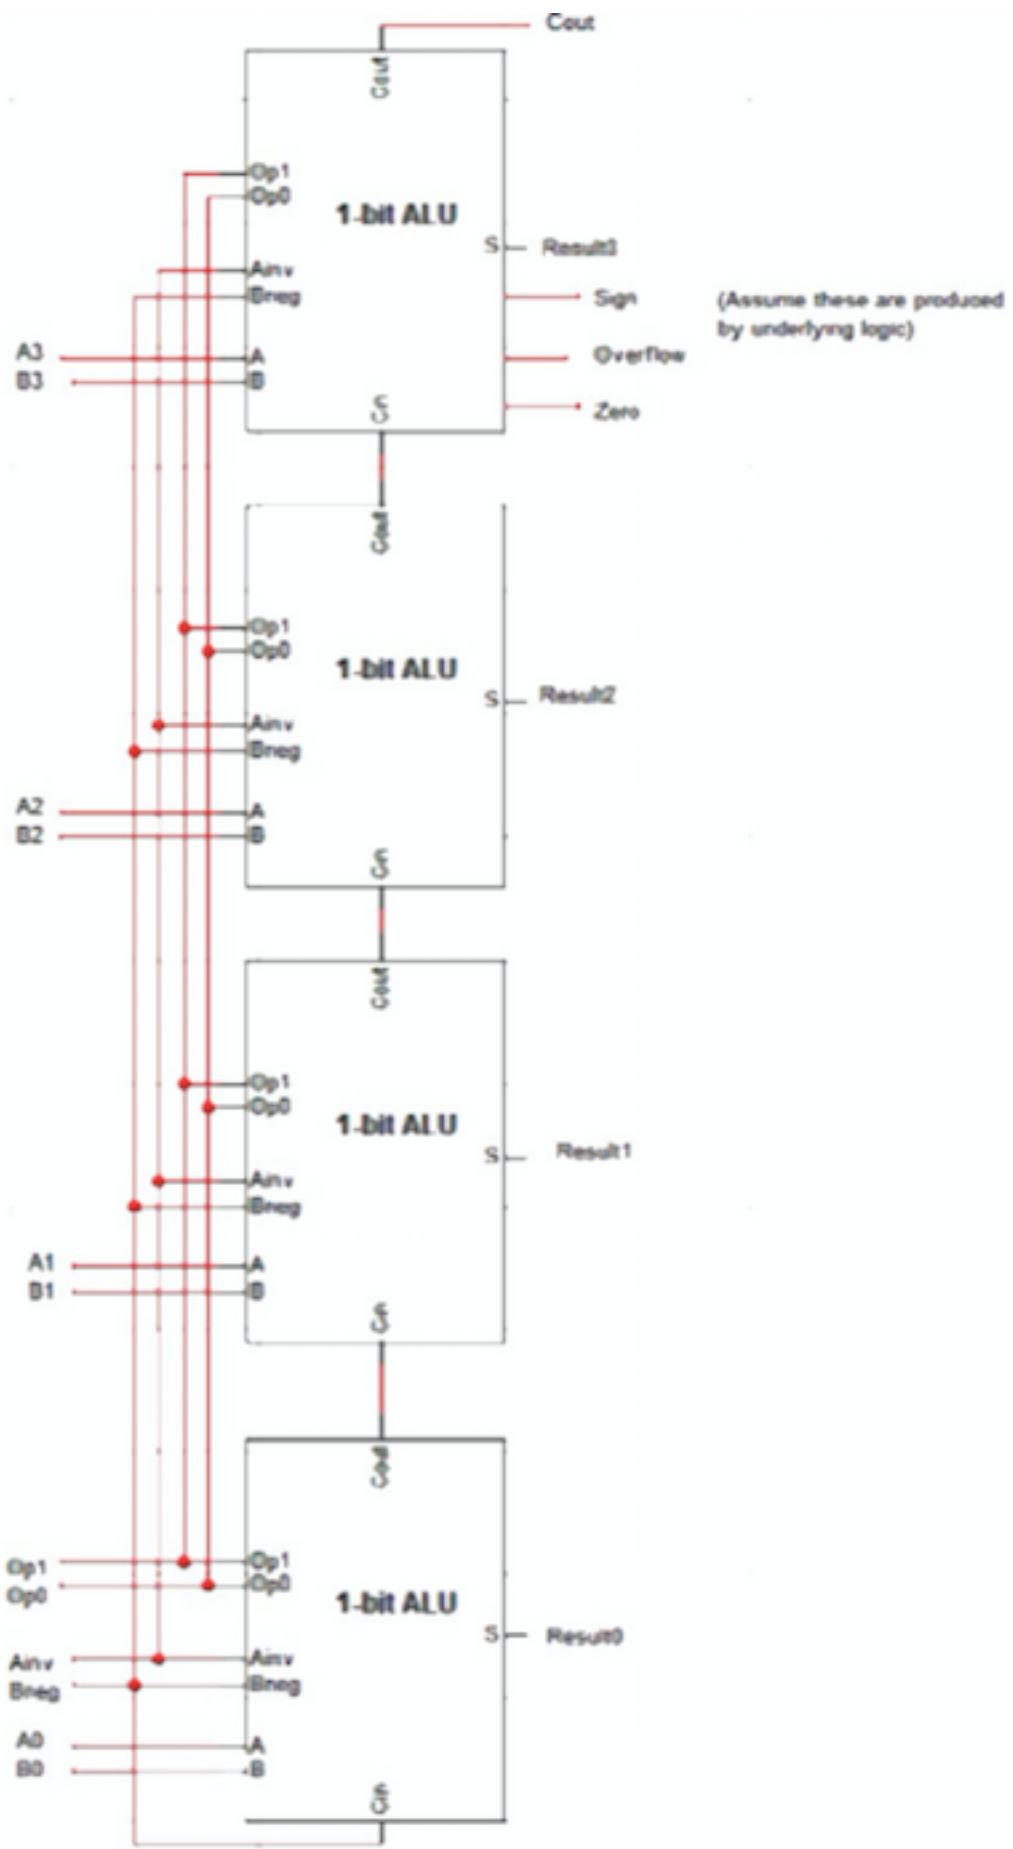 Cout
Cout
Op1
Op0
1-bit ALU
S Result3
Ainv
Bneg
Sign
(Assume these are produced
by underlying logic)
A3 A
Overflow
B3 B
Cin
Zero
Cout
Op1
Op0
1-bit ALU
S Result2
Ainv
Bneg
A2 A
B2 B
Cin
Cout
Op1
Op0
1-bit ALU
S Result1
Ainv
Bneg
A1 A
B1 B
Cin
Cout
Op1 Op1
Op0 Op0
1-bit ALU
S Result0
Ainv Ainv
Bneg Bneg
A0 A
B0 B
Cin